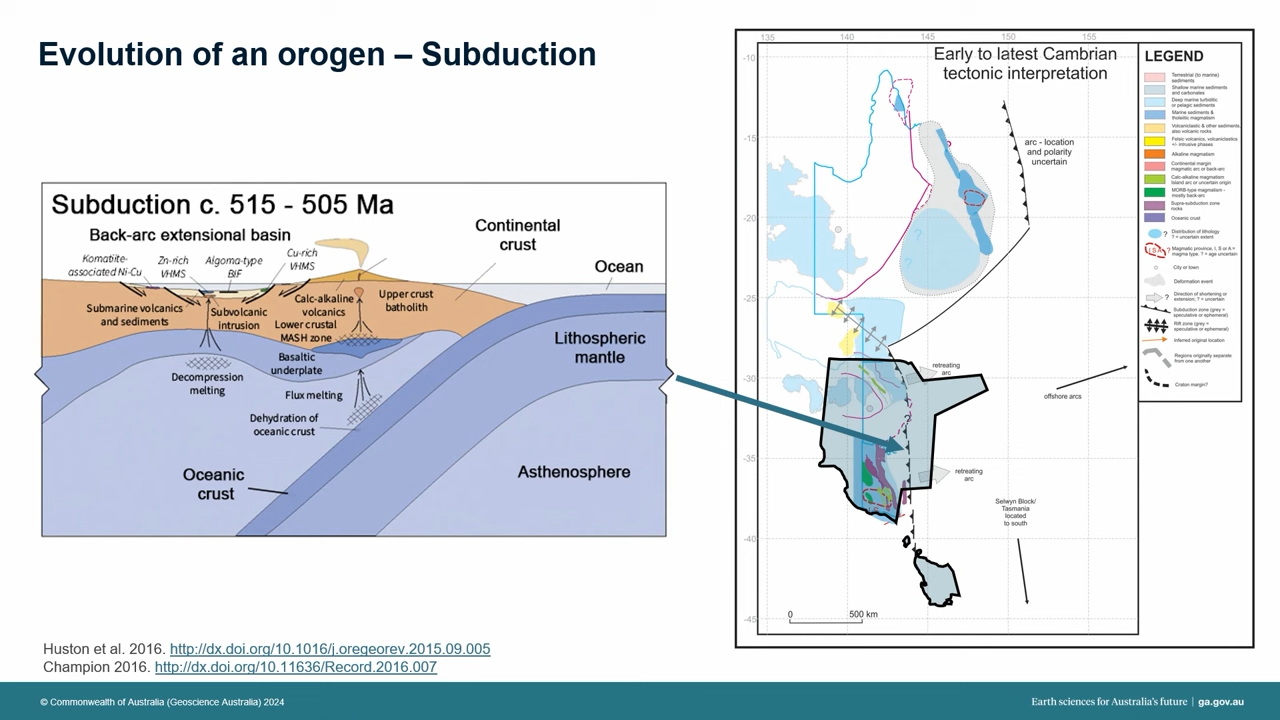 Evolution of an orogen – Subduction
Subduction c. 515 - 505 Ma
Back-arc extensional basin
Komatiite-
associated Ni-Cu
Zn-rich
VHMS
Algoma-type
BIF
Cu-rich
VHMS
Continental
crust
Ocean
Submarine volcanics
and sediments
Subvolcanic
intrusion
Calc-alkaline
volcanics
Lower crustal
MASH zone
Upper crust
batholith
Lithospheric
mantle
Basaltic
underplate
Decompression
melting
Flux melting
Dehydration of
oceanic crust
Oceanic
crust
Asthenosphere
Huston et al. 2016. http://dx.doi.org/10.1016/j.oregeorev.2015.09.005
Champion 2016. http://dx.doi.org/10.11636/Record.2016.007
135 140 145 150 155
-10
-15
-20
-25
-30
-35
-40
-45
Early to latest Cambrian
tectonic interpretation
arc - location
and polarity
uncertain
?
?
retreating
arc
offshore arcs
?
retreating
arc
Selwyn Block/
Tasmania
located
to south
0 500 km
LEGEND
Terrestrial (to marine)
sediments
Shallow marine sediments
and carbonates
Deep marine turbiditic
or pelagic sediments
Marine sediments &
tholeiitic magmatism
Volcaniclastic & other sediments,
also volcanic rocks
Felsic volcanics, volcaniclastics
+/- intrusive phases
Alkaline magmatism
Continental margin
magmatic arc or back-arc
Calc-alkaline magmatism
Island arc or uncertain origin
MORB-type magmatism -
mostly back-arc
Supra-subduction zone
rocks
Oceanic crust
? Distribution of lithology
? = uncertain extent
I, S A ? Magmatic province, I, S or A =
magma type. ? = age uncertain
City or town
Deformation event
? Direction of shortening or
extension, ? = uncertain
Subduction zone (grey =
speculative or ephemeral)
Rift zone (grey =
speculative or ephemeral)
Inferred original location
Regions originally separate
from one another
Craton margin?
© Commonwealth of Australia (Geoscience Australia) 2024
Earth sciences for Australia's future | ga.gov.au